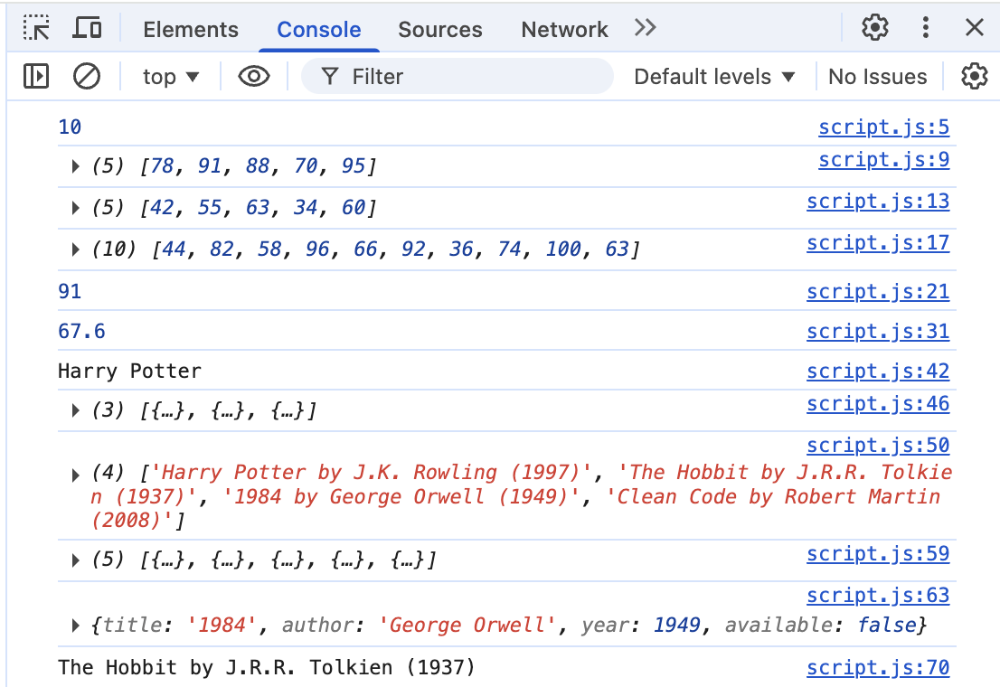 Elements Console Sources Network
top Filter Default levels No Issues
10 script.js:5
(5) [78, 91, 88, 70, 95] script.js:9
(5) [42, 55, 63, 34, 60] script.js:13
(10) [44, 82, 58, 96, 66, 92, 36, 74, 100, 63] script.js:17
91 script.js:21
67.6 script.js:31
Harry Potter script.js:42
(3) [{…}, {…}, {…}] script.js:46
script.js:50
(4) ['Harry Potter by J.K. Rowling (1997)', 'The Hobbit by J.R.R. Tolkie
n (1937)', '1984 by George Orwell (1949)', 'Clean Code by Robert Martin
(2008)']
(5) [{…}, {…}, {…}, {…}, {…}] script.js:59
script.js:63
{title: '1984', author: 'George Orwell', year: 1949, available: false}
The Hobbit by J.R.R. Tolkien (1937) script.js:70